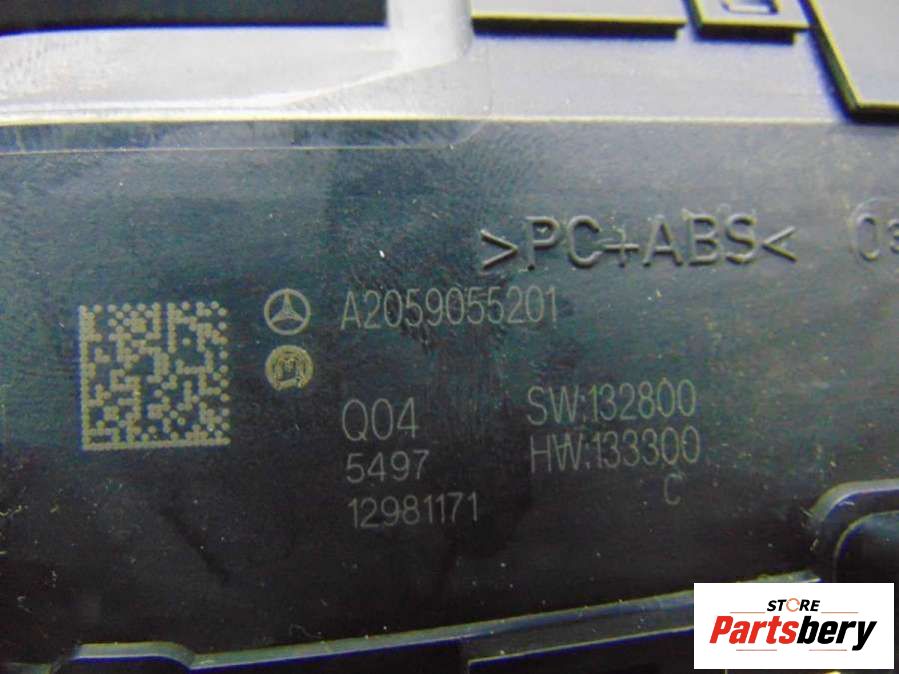 >PC+ABS<
A2059055201
Q04
SW:132800
5497
HW:133300
C
12981171
STORE
Partsbery